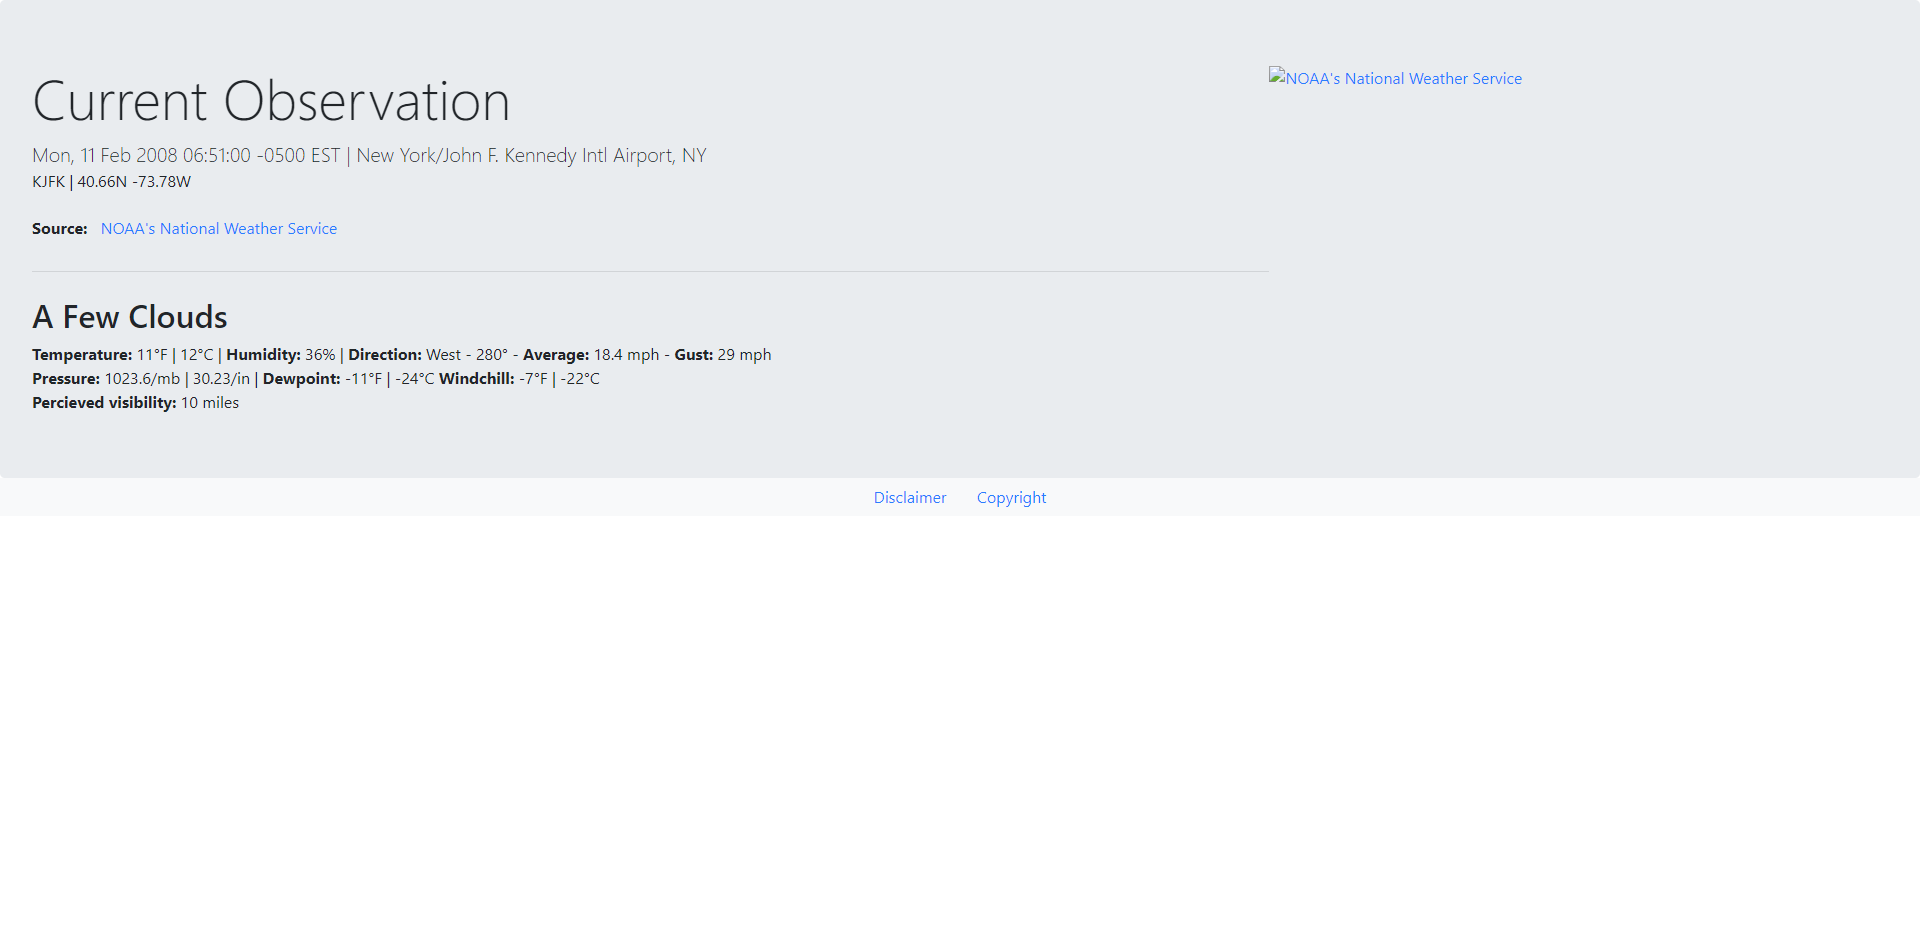 Current Observation
NOAA's National Weather Service
Mon, 11 Feb 2008 06:51:00 -0500 EST | New York/John F. Kennedy Intl Airport, NY
KJFK | 40.66N -73.78W
Source: NOAA's National Weather Service
A Few Clouds
Temperature: 11°F | 12°C | Humidity: 36% | Direction: West - 280° - Average: 18.4 mph - Gust: 29 mph
Pressure: 1023.6/mb | 30.23/in | Dewpoint: -11°F | -24°C Windchill: -7°F | -22°C
Percieved visibility: 10 miles
Disclaimer Copyright